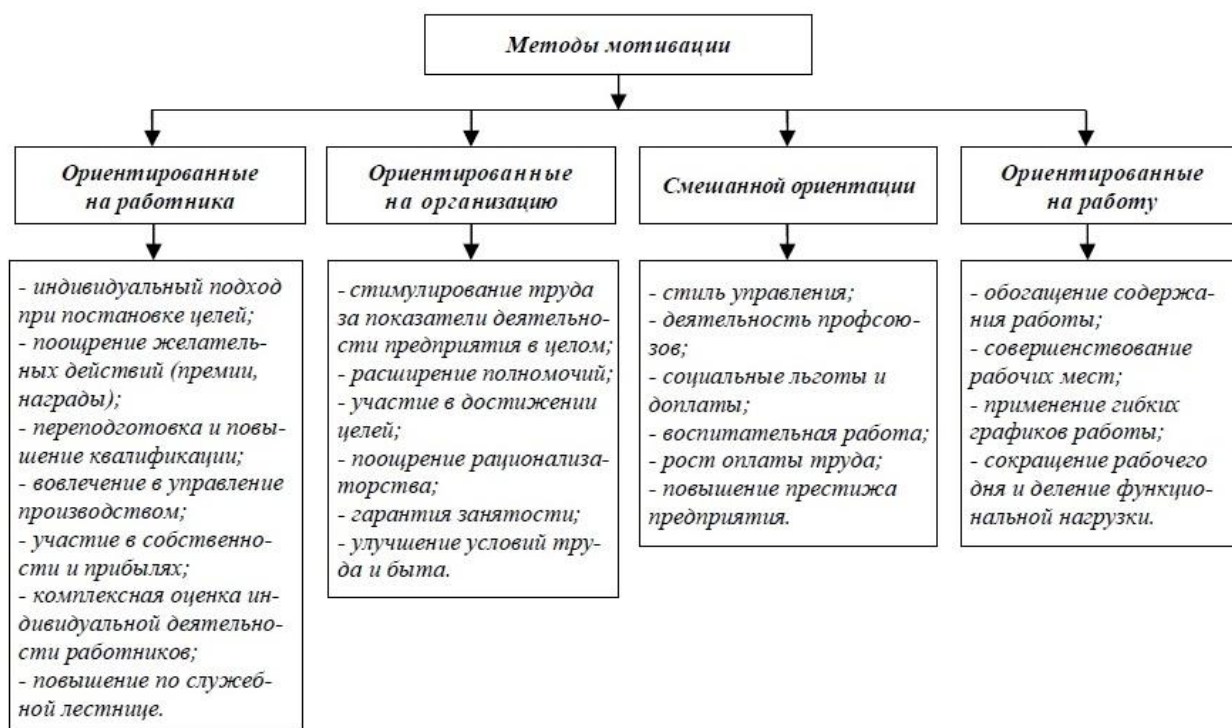 Методы мотивации
Ориентированные
на работника
Ориентированные
на организацию
Смешанной ориентации
Ориентированные
на работу
- индивидуальный подход
при постановке целей;
- поощрение желатель-
ных действий (премии,
награды);
- переподготовка и повы-
шение квалификации;
- вовлечение в управление
производством;
- участие в собственно-
сти и прибылях;
- комплексная оценка ин-
дивидуальной деятельно-
сти работников;
- повышение по служеб-
ной лестнице.
- стимулирование труда
за показатели деятельно-
сти предприятия в целом;
- расширение полномочий;
- участие в достижении
целей;
- поощрение рационализа-
торства;
- гарантия занятости;
- улучшение условий тру-
да и быта.
- стиль управления;
- деятельность профсою-
зов;
- социальные льготы и
доплаты;
- воспитательная работа;
- рост оплаты труда;
- повышение престижа
предприятия.
- обогащение содержа-
ния работы;
- совершенствование
рабочих мест;
- применение гибких
графиков работы;
- сокращение рабочего
дня и деление функцио-
нальной нагрузки.